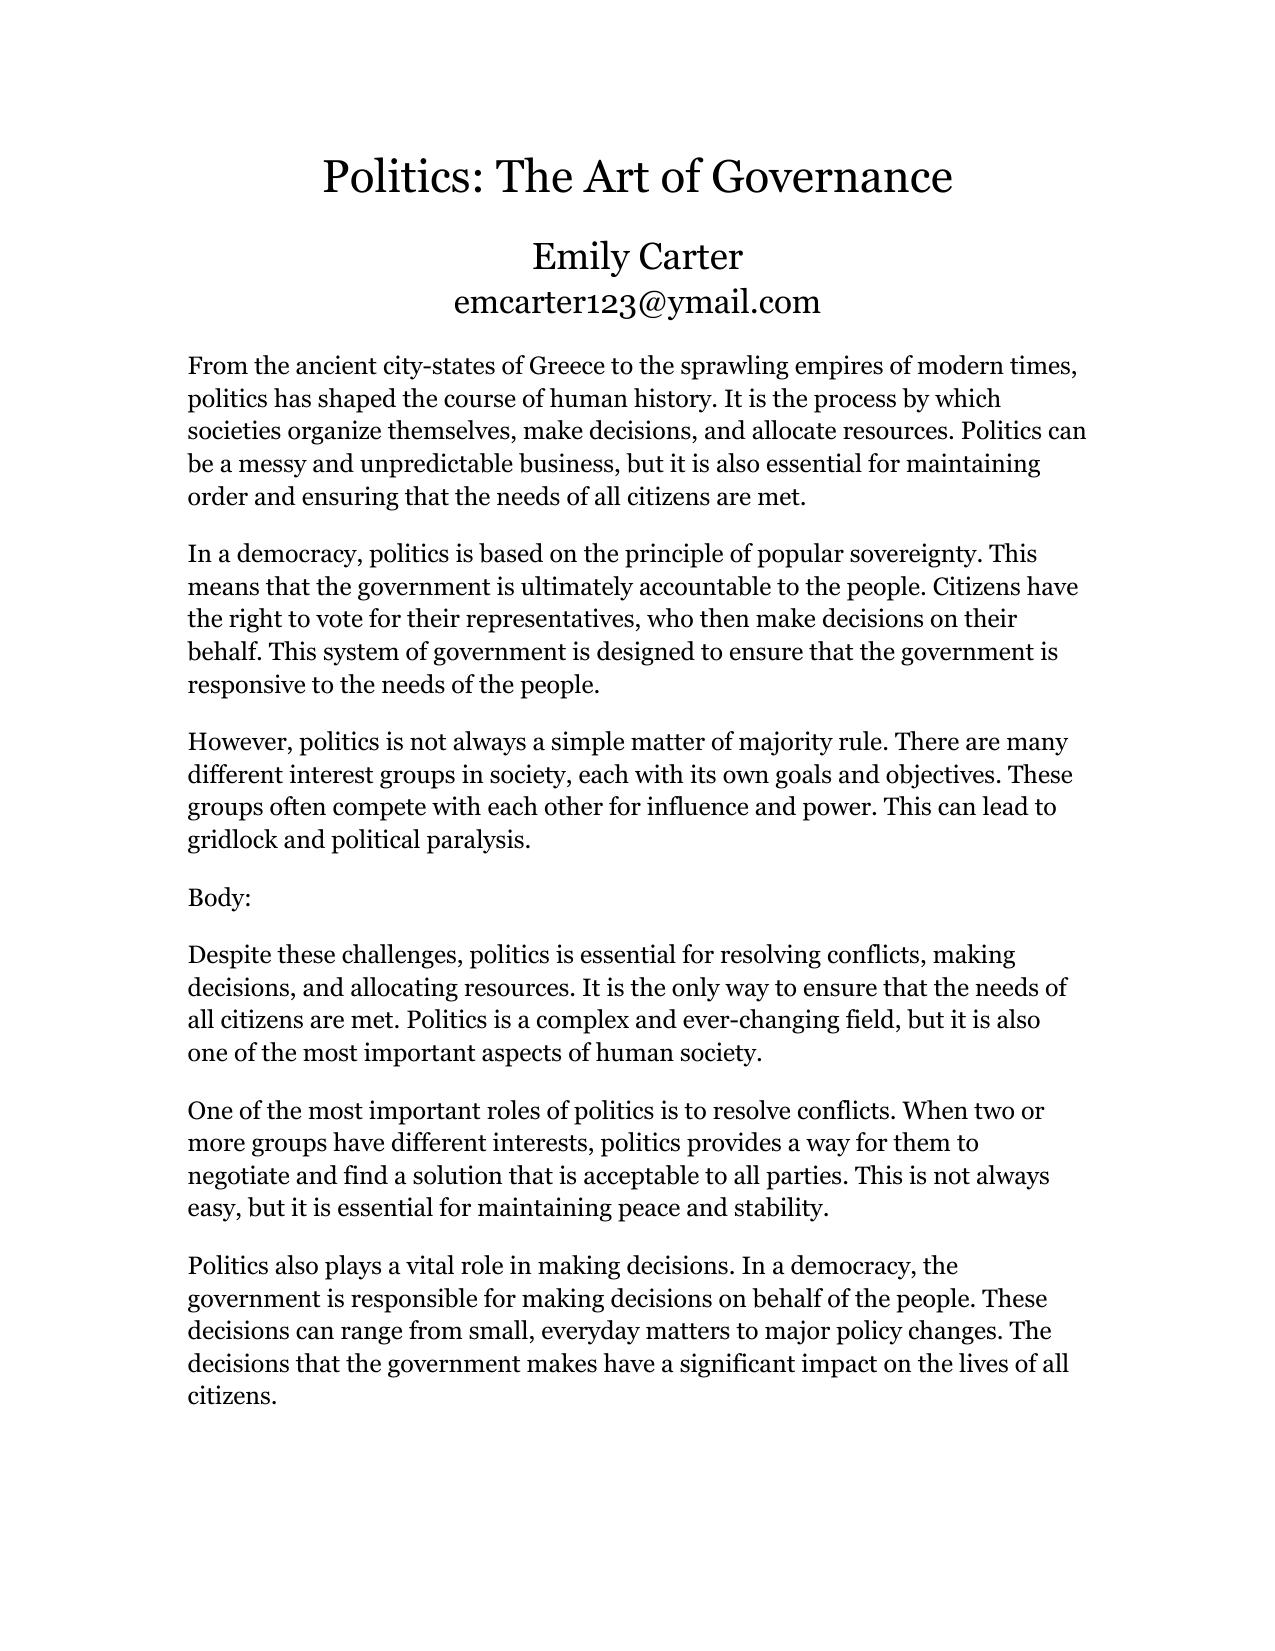 Politics: The Art of Governance
Emily Carter
emcarter123@ymail.com
From the ancient city-states of Greece to the sprawling empires of modern times,
politics has shaped the course of human history. It is the process by which
societies organize themselves, make decisions, and allocate resources. Politics can
be a messy and unpredictable business, but it is also essential for maintaining
order and ensuring that the needs of all citizens are met.
In a democracy, politics is based on the principle of popular sovereignty. This
means that the government is ultimately accountable to the people. Citizens have
the right to vote for their representatives, who then make decisions on their
behalf. This system of government is designed to ensure that the government is
responsive to the needs of the people.
However, politics is not always a simple matter of majority rule. There are many
different interest groups in society, each with its own goals and objectives. These
groups often compete with each other for influence and power. This can lead to
gridlock and political paralysis.
Body:
Despite these challenges, politics is essential for resolving conflicts, making
decisions, and allocating resources. It is the only way to ensure that the needs of
all citizens are met. Politics is a complex and ever-changing field, but it is also
one of the most important aspects of human society.
One of the most important roles of politics is to resolve conflicts. When two or
more groups have different interests, politics provides a way for them to
negotiate and find a solution that is acceptable to all parties. This is not always
easy, but it is essential for maintaining peace and stability.
Politics also plays a vital role in making decisions. In a democracy, the
government is responsible for making decisions on behalf of the people. These
decisions can range from small, everyday matters to major policy changes. The
decisions that the government makes have a significant impact on the lives of all
citizens.